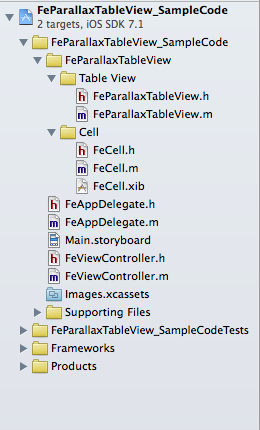 FeParallaxTableView_SampleCode
2 targets, iOS SDK 7.1
FeParallaxTableView_SampleCode
FeParallaxTableView
Table View
FeParallaxTableView.h
FeParallaxTableView.m
Cell
FeCell.h
FeCell.m
FeCell.xib
FeAppDelegate.h
FeAppDelegate.m
Main.storyboard
FeViewController.h
FeViewController.m
Images.xcassets
Supporting Files
FeParallaxTableView_SampleCodeTests
Frameworks
Products